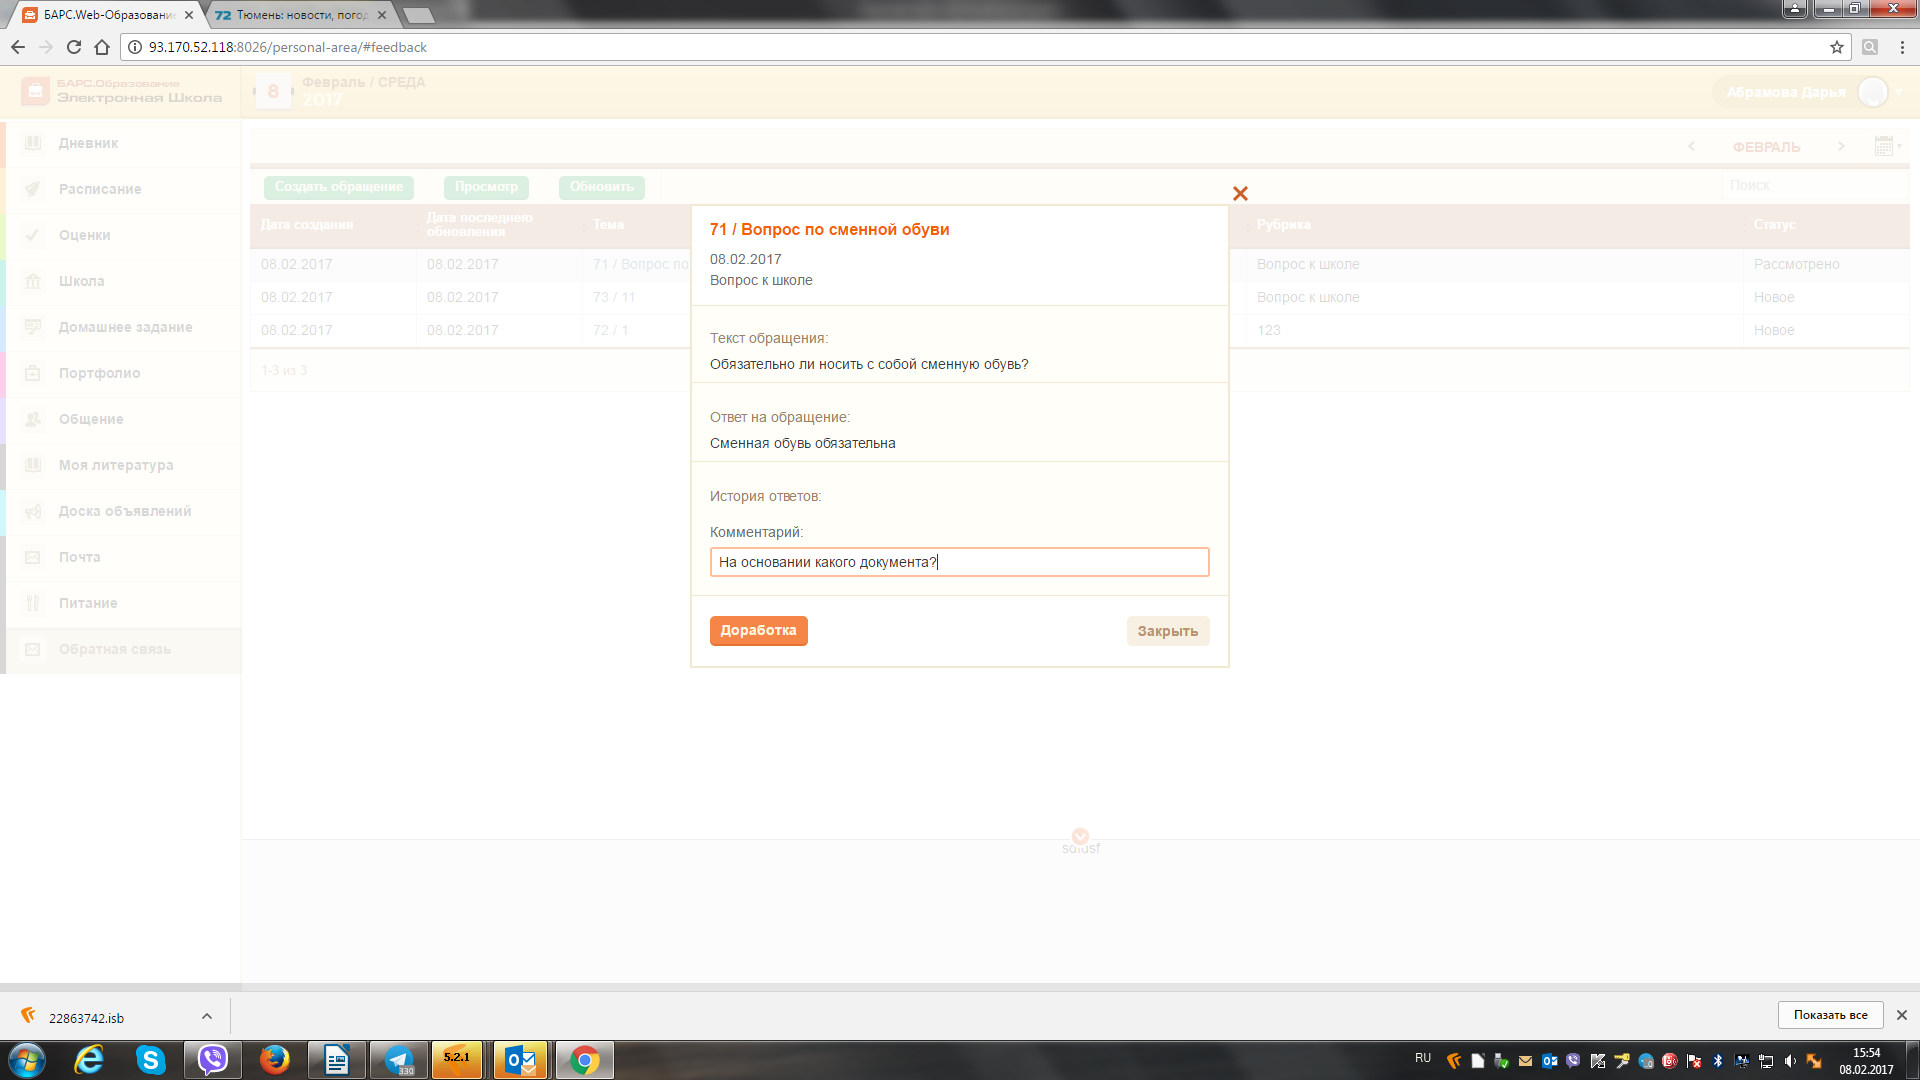 БАРС.Web-Образование
72 Тюмень: новости, погод
93.170.52.118:8026/personal-area/#feedback
БАРС.Образование
Электронная Школа
8
Февраль / СРЕДА
2017
Абрамова Дарья
Дневник
Расписание
Оценки
Школа
Домашнее задание
Портфолио
Общение
Моя литература
Доска объявлений
Почта
Питание
Обратная связь
< ФЕВРАЛЬ >
Создать обращение Просмотр Обновить Поиск
Дата создания Дата последнего обновления Тема Рубрика Статус
08.02.2017 08.02.2017 71 / Вопрос по Вопрос к школе Рассмотрено
08.02.2017 08.02.2017 73 / 11 Вопрос к школе Новое
08.02.2017 08.02.2017 72 / 1 123 Новое
1-3 из 3
71 / Вопрос по сменной обуви
08.02.2017
Вопрос к школе
Текст обращения:
Обязательно ли носить с собой сменную обувь?
Ответ на обращение:
Сменная обувь обязательна
История ответов:
Комментарий:
На основании какого документа?
Доработка Закрыть
22863742.isb
Показать все
5.2.1
330
RU
15:54
08.02.2017